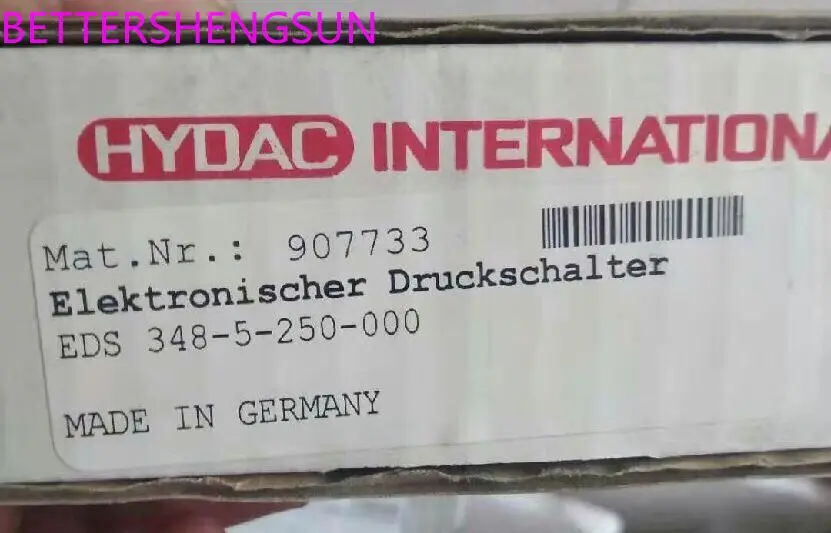 BETTERSHENGSUN
HYDAC INTERNATIONA
Mat.Nr.: 907733
Elektronischer Druckschalter
EDS 348-5-250-000
MADE IN GERMANY